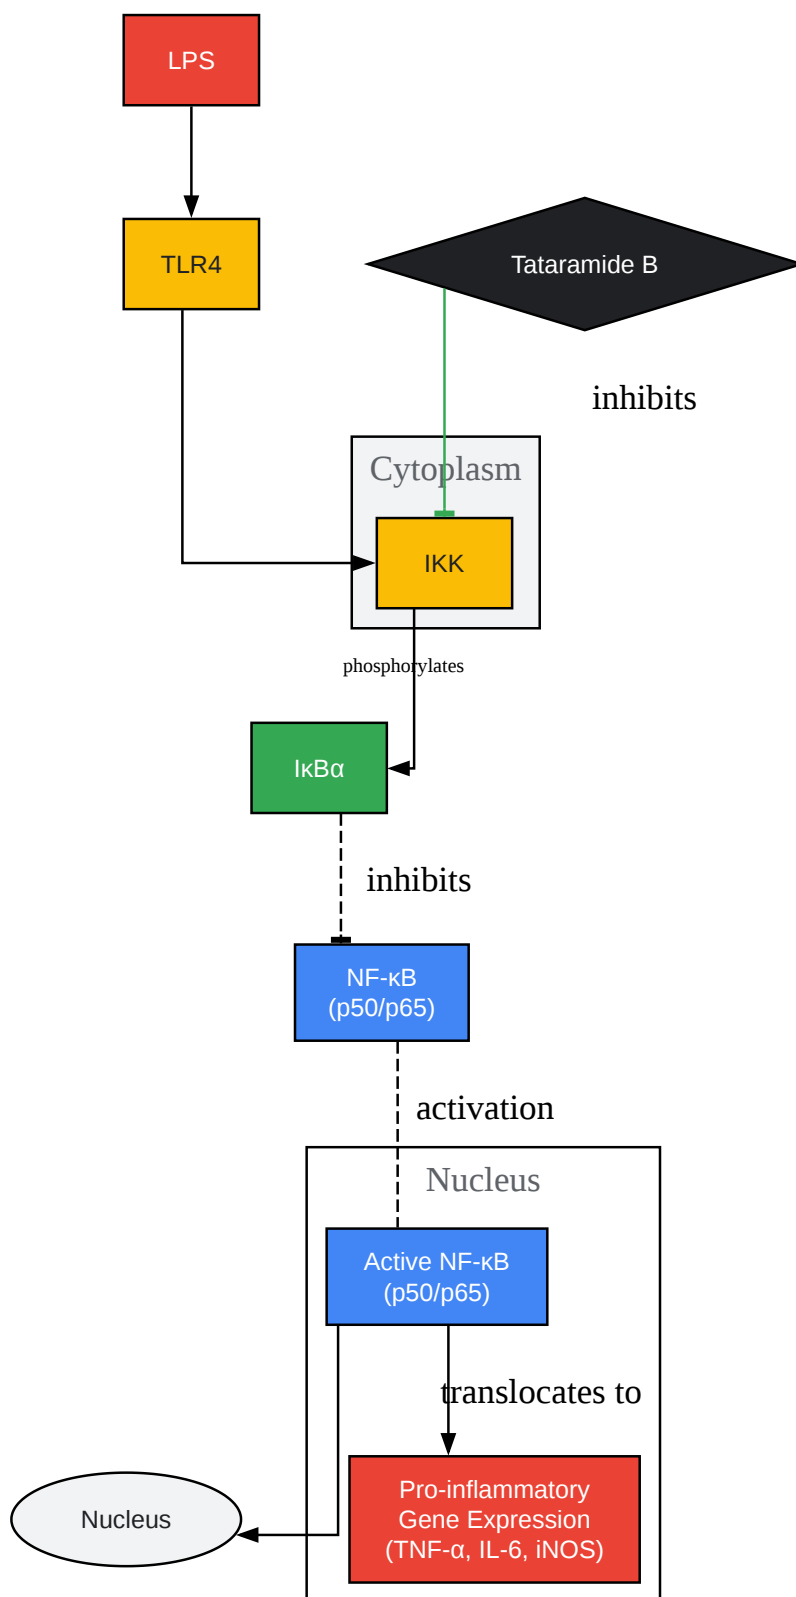 LPS
TLR4
Tataramide B
inhibits
Cytoplasm
IKK
phosphorylates
IκBα
inhibits
NF-κB
(p50/p65)
activation
Nucleus
Active NF-κB
(p50/p65)
translocates to
Pro-inflammatory
Gene Expression
(TNF-α, IL-6, iNOS)
Nucleus